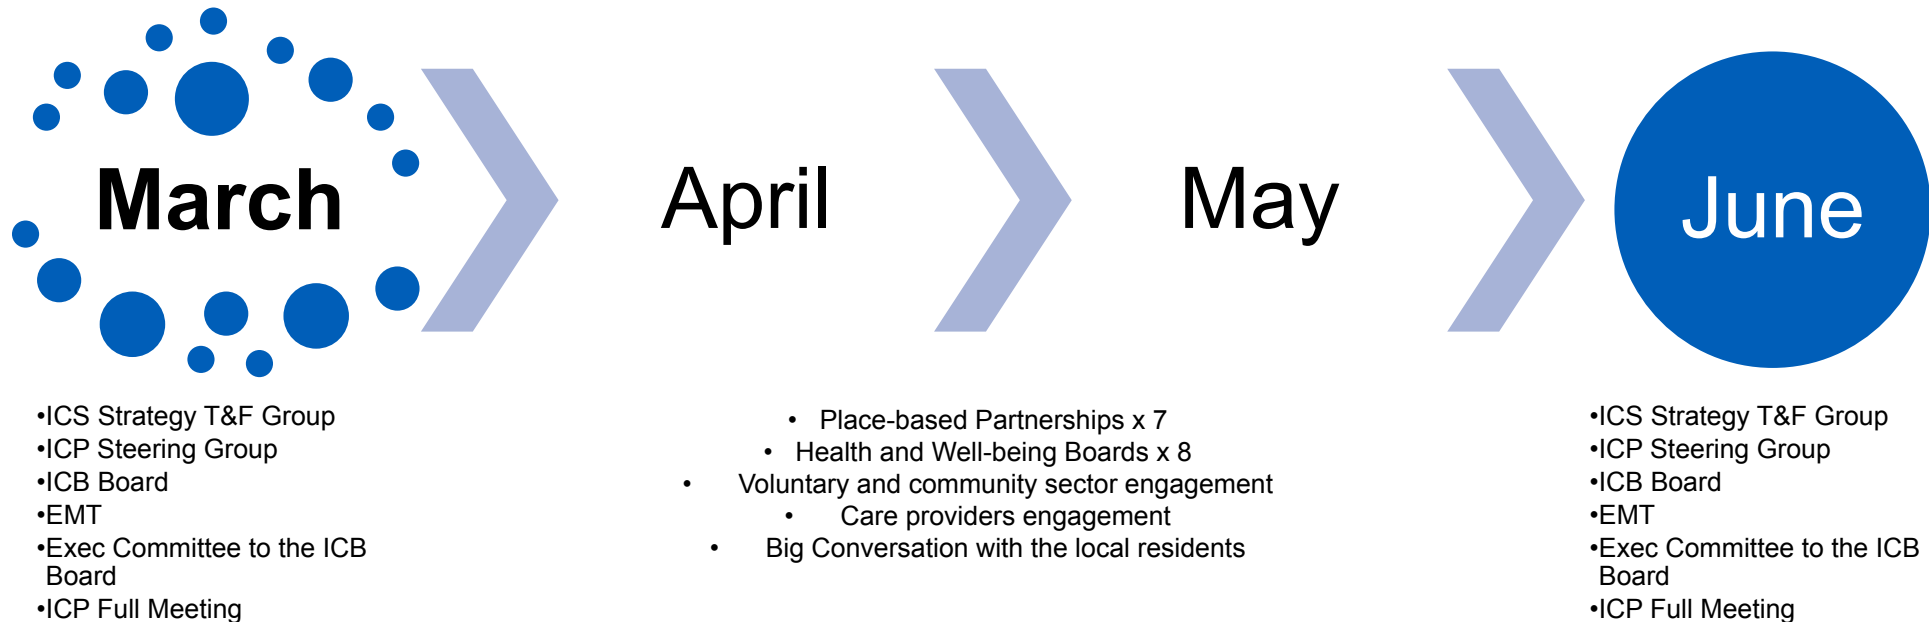 March
April
May
June
•ICS Strategy T&F Group
•ICP Steering Group
•ICB Board
•EMT
•Exec Committee to the ICB
Board
•ICP Full Meeting
• Place-based Partnerships x 7
• Health and Well-being Boards x 8
• Voluntary and community sector engagement
• Care providers engagement
• Big Conversation with the local residents
•ICS Strategy T&F Group
•ICP Steering Group
•ICB Board
•EMT
•Exec Committee to the ICB
Board
•ICP Full Meeting